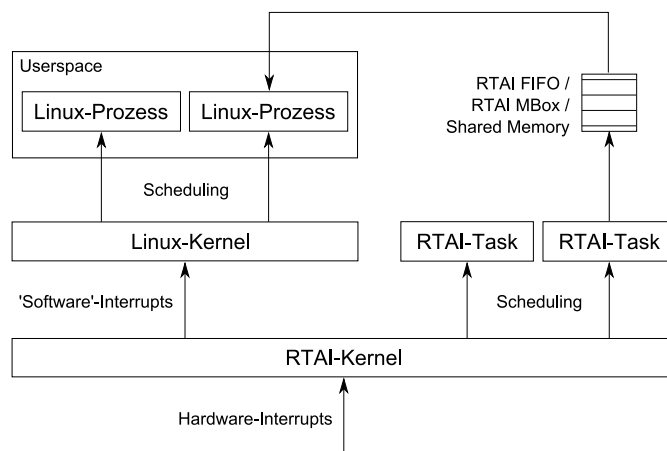 Userspace
Linux-Prozess
Linux-Prozess
RTAI FIFO /
RTAI MBox /
Shared Memory
Scheduling
Linux-Kernel
RTAI-Task
RTAI-Task
'Software'-Interrupts
Scheduling
RTAI-Kernel
Hardware-Interrupts